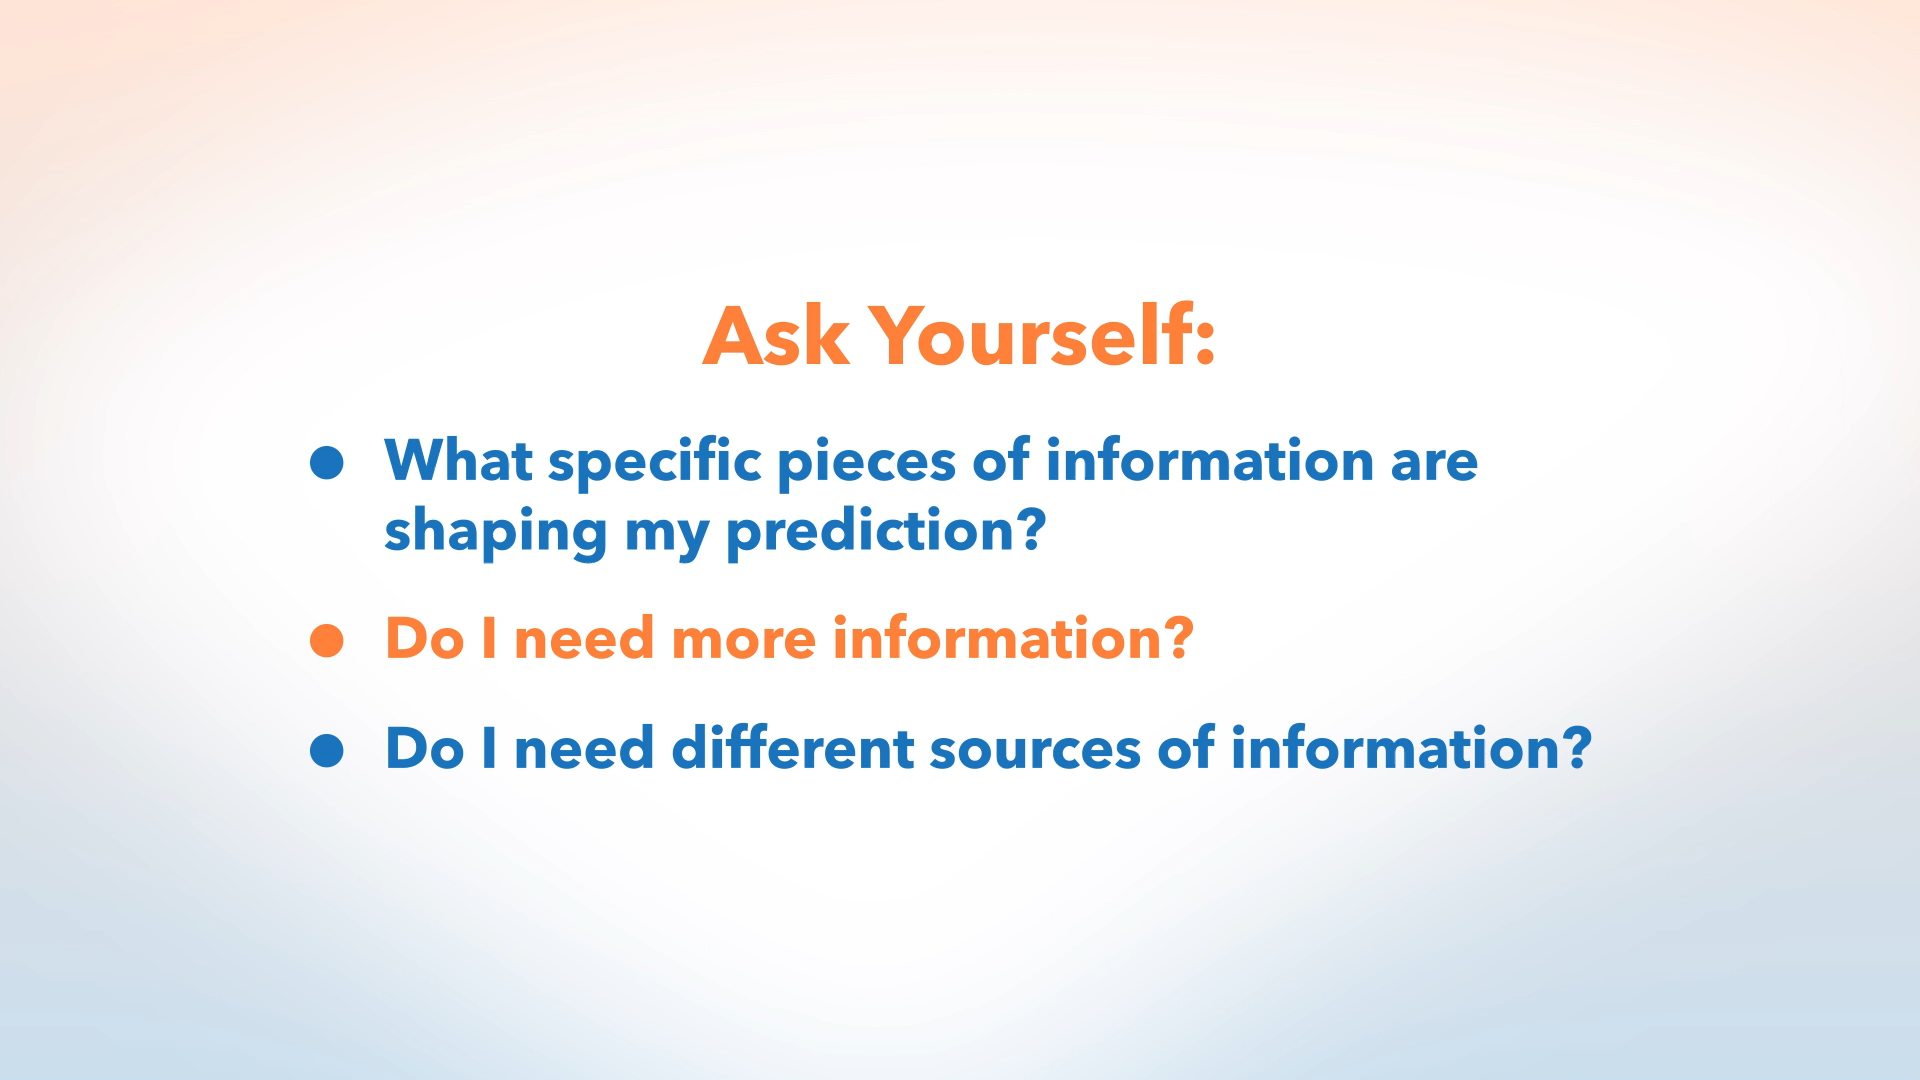 Ask Yourself:
● What specific pieces of information are
shaping my prediction?
● Do I need more information?
● Do I need different sources of information?